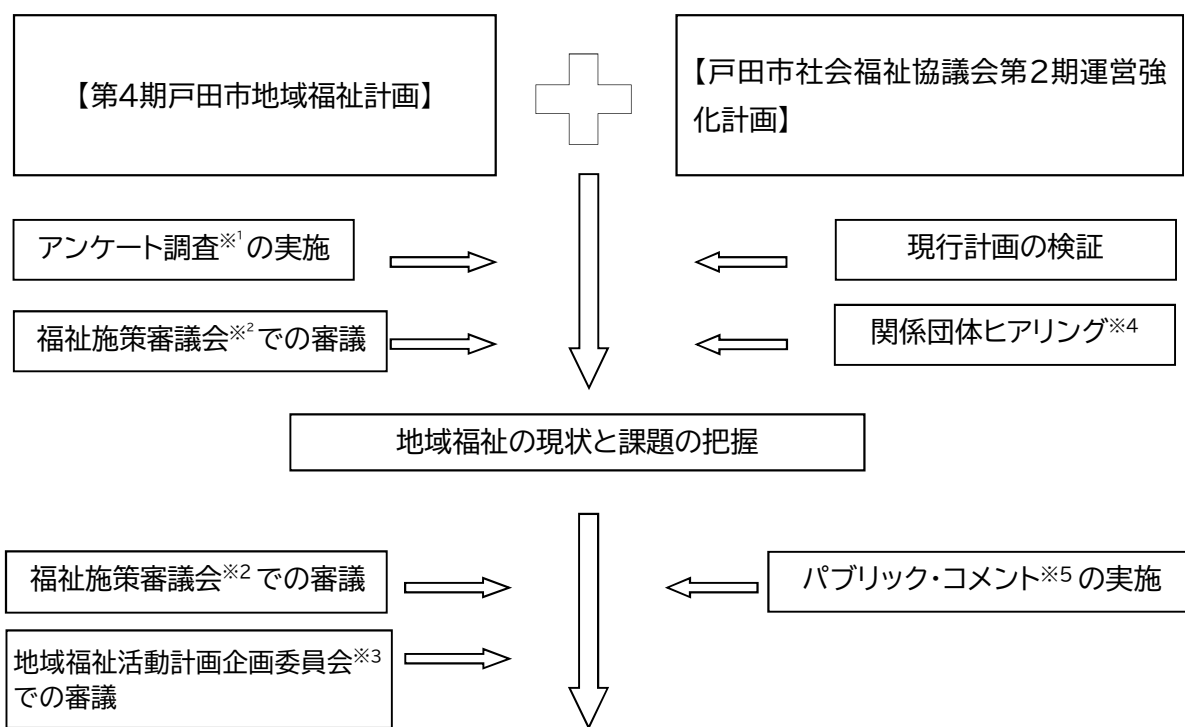 【第4期戸田市地域福祉計画】
【戸田市社会福祉協議会第2期運営強
化計画】
アンケート調査※1の実施
現行計画の検証
福祉施策審議会※2での審議
関係団体ヒアリング※4
地域福祉の現状と課題の把握
福祉施策審議会※2での審議
パブリック・コメント※5の実施
地域福祉活動計画企画委員会※3
での審議